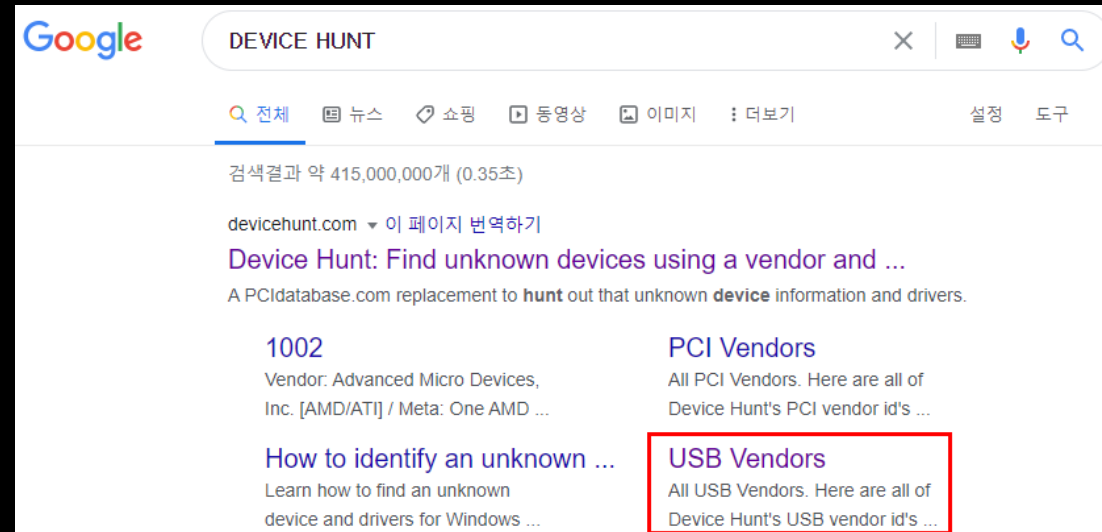 Google DEVICE HUNT
전체 뉴스 쇼핑 동영상 이미지 더보기 설정 도구
검색결과 약 415,000,000개 (0.35초)
devicehunt.com 이 페이지 번역하기
Device Hunt: Find unknown devices using a vendor and ...
A PCIdatabase.com replacement to hunt out that unknown device information and drivers.
1002
Vendor: Advanced Micro Devices,
Inc. [AMD/ATI] / Meta: One AMD ...
PCI Vendors
All PCI Vendors. Here are all of
Device Hunt's PCI vendor id's ...
How to identify an unknown ...
Learn how to find an unknown
device and drivers for Windows ...
USB Vendors
All USB Vendors. Here are all of
Device Hunt's USB vendor id's ...